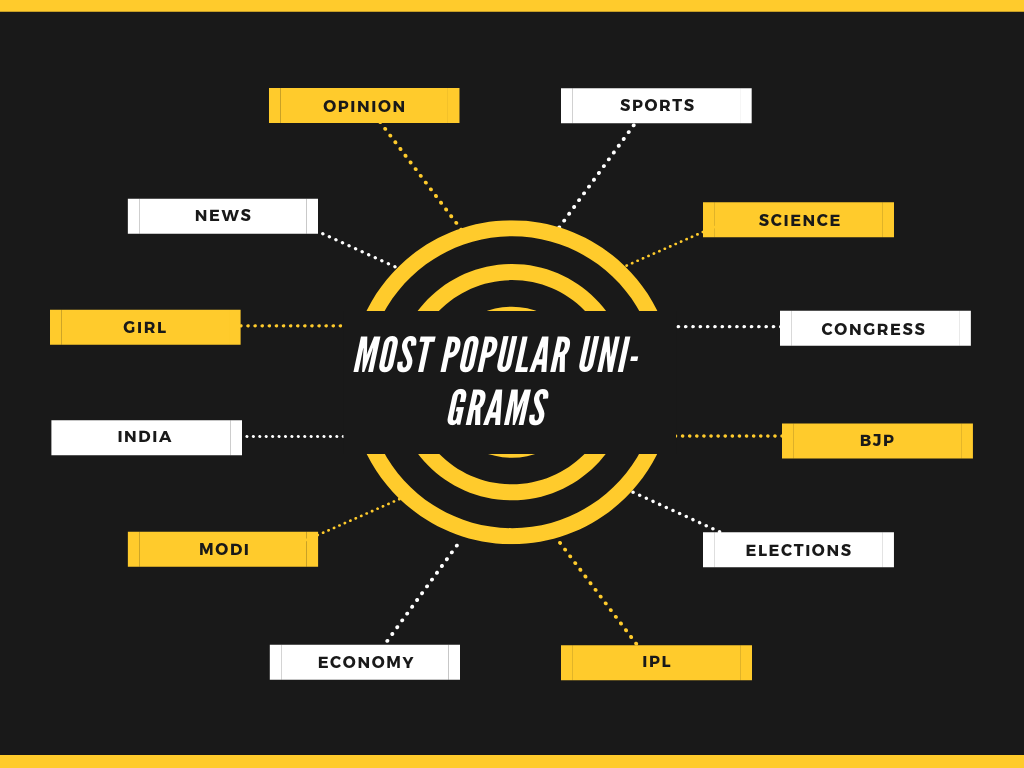 OPINION
SPORTS
NEWS
SCIENCE
GIRL
CONGRESS
MOST POPULAR UNI-
GRAMS
INDIA
BJP
MODI
ELECTIONS
ECONOMY
IPL